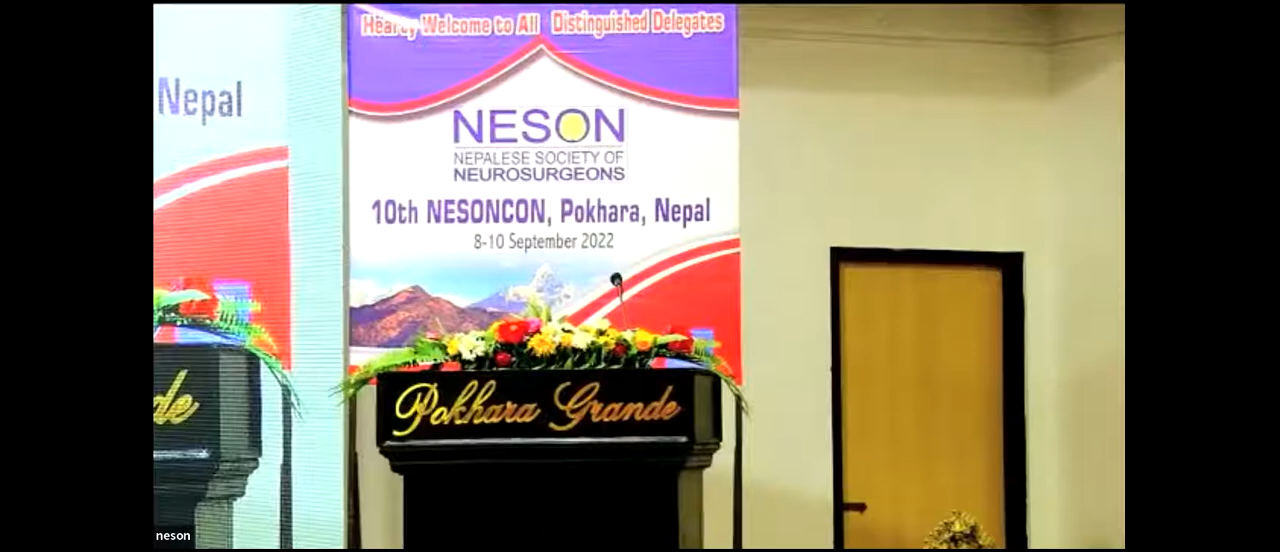 Hearty Welcome to All Distinguished Delegates
Nepal
NESON
NEPALESE SOCIETY OF
NEUROSURGEONS
10th NESONCON, Pokhara, Nepal
8-10 September 2022
Pokhara Grande
de
neson